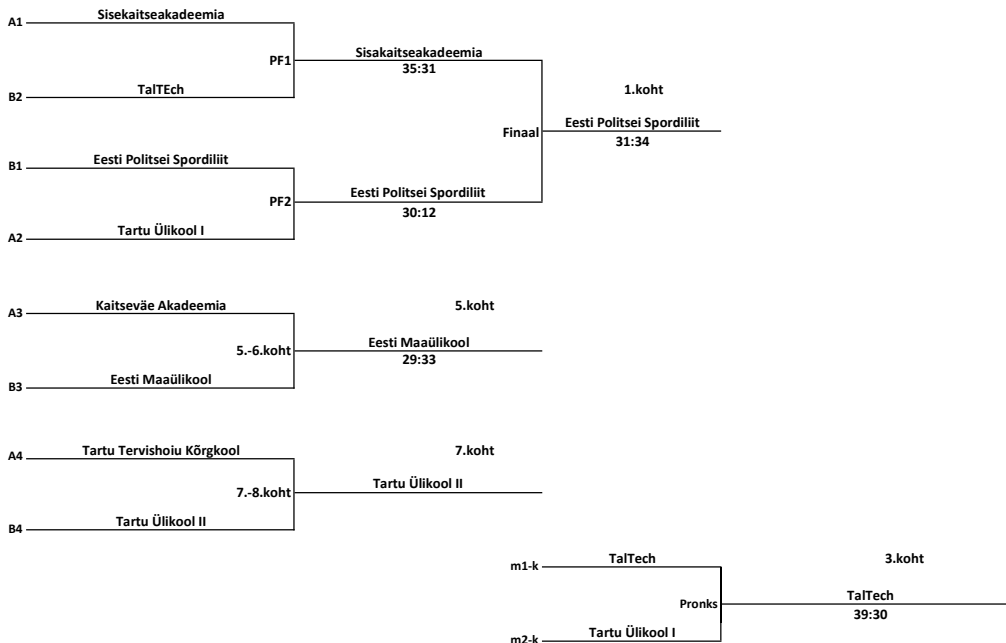 Sisekaitseakadeemia
A1
PF1
Sisakaitseakadeemia
35:31
TalTEch
B2
1.koht
Finaal
Eesti Politsei Spordiliit
31:34
Eesti Politsei Spordiliit
B1
PF2
Eesti Politsei Spordiliit
30:12
Tartu Ülikool I
A2
Kaitseväe Akadeemia
A3
5.koht
5.-6.koht
Eesti Maaülikool
29:33
Eesti Maaülikool
B3
Tartu Tervishoiu Kõrgkool
A4
7.koht
7.-8.koht
Tartu Ülikool II
Tartu Ülikool II
B4
TalTech
m1-k
3.koht
Pronks
TalTech
39:30
Tartu Ülikool I
m2-k